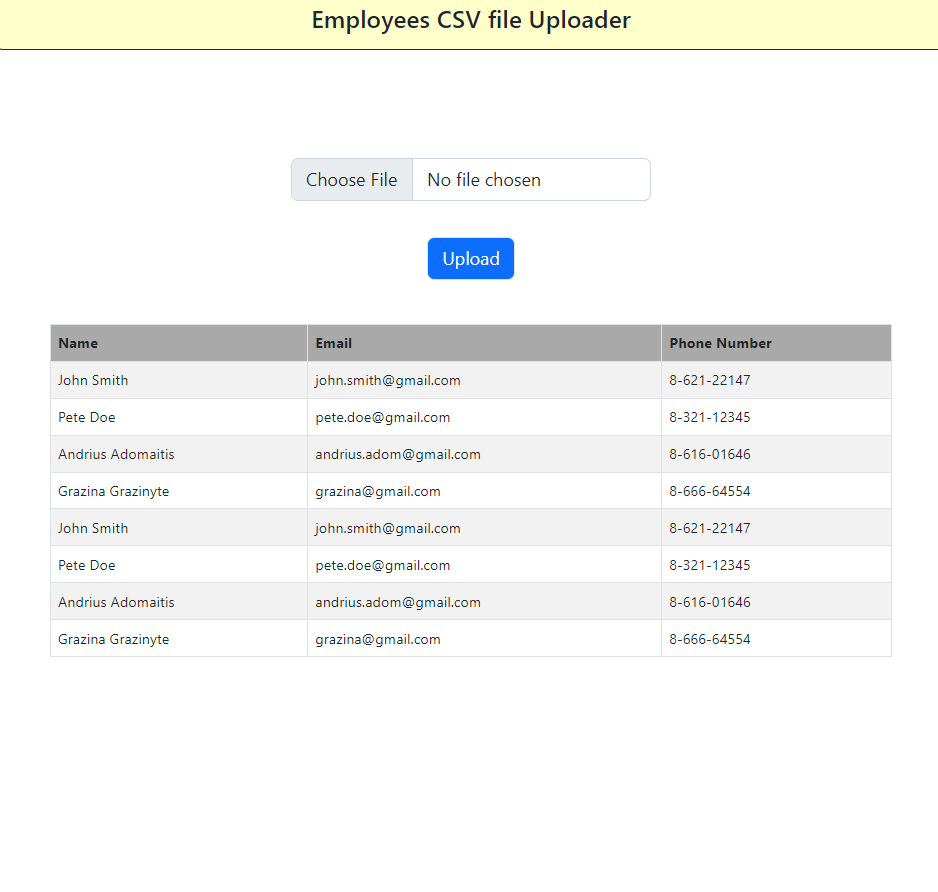 Employees CSV file Uploader
Choose File No file chosen
Upload
Name Email Phone Number
John Smith john.smith@gmail.com 8-621-22147
Pete Doe pete.doe@gmail.com 8-321-12345
Andrius Adomaitis andrius.adom@gmail.com 8-616-01646
Grazina Grazinyte grazina@gmail.com 8-666-64554
John Smith john.smith@gmail.com 8-621-22147
Pete Doe pete.doe@gmail.com 8-321-12345
Andrius Adomaitis andrius.adom@gmail.com 8-616-01646
Grazina Grazinyte grazina@gmail.com 8-666-64554